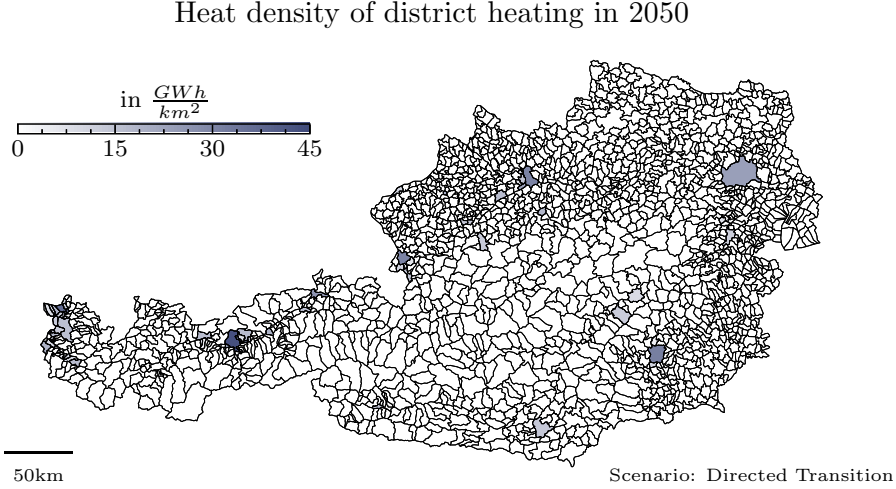 Heat density of district heating in 2050
in GWh/km²
0 15 30 45
50km
Scenario: Directed Transition